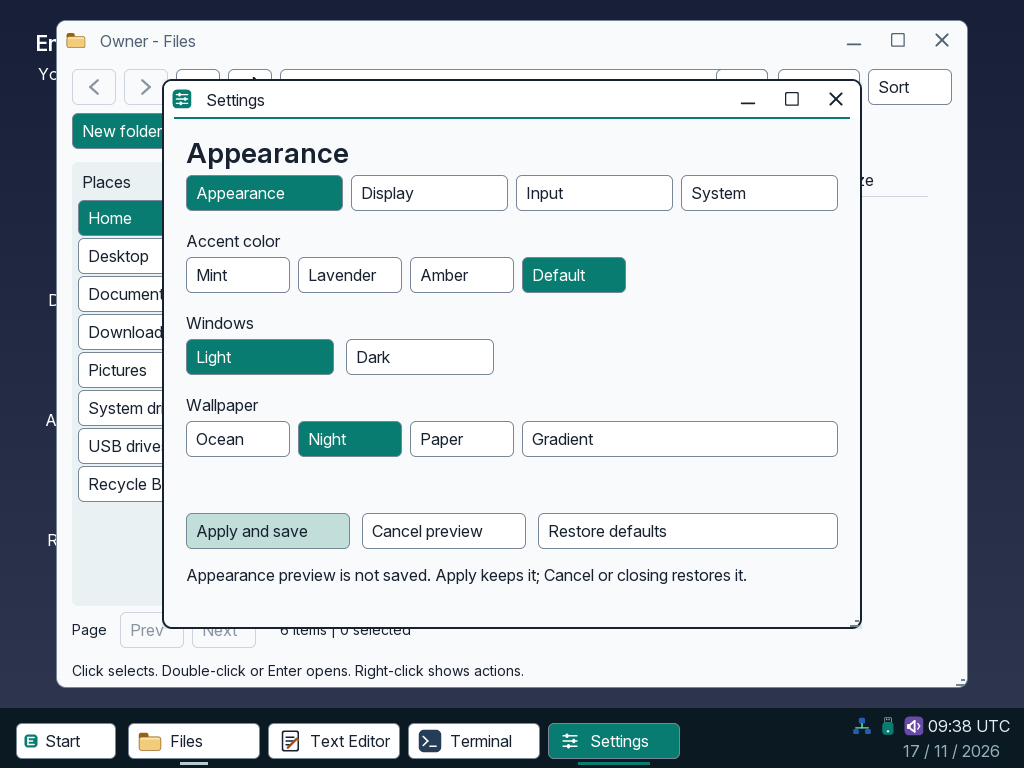 Owner - Files
Sort
New folder
Places
Home
Desktop
Pictures
Settings
Appearance
Appearance Display Input System
Accent color
Mint Lavender Amber Default
Windows
Light Dark
Wallpaper
Ocean Night Paper Gradient
Apply and save Cancel preview Restore defaults
Appearance preview is not saved. Apply keeps it; Cancel or closing restores it.
Page Prev Next 6 items | 0 selected
Click selects. Double-click or Enter opens. Right-click shows actions.
Start Files Text Editor Terminal Settings 09:38 UTC
17 / 11 / 2026